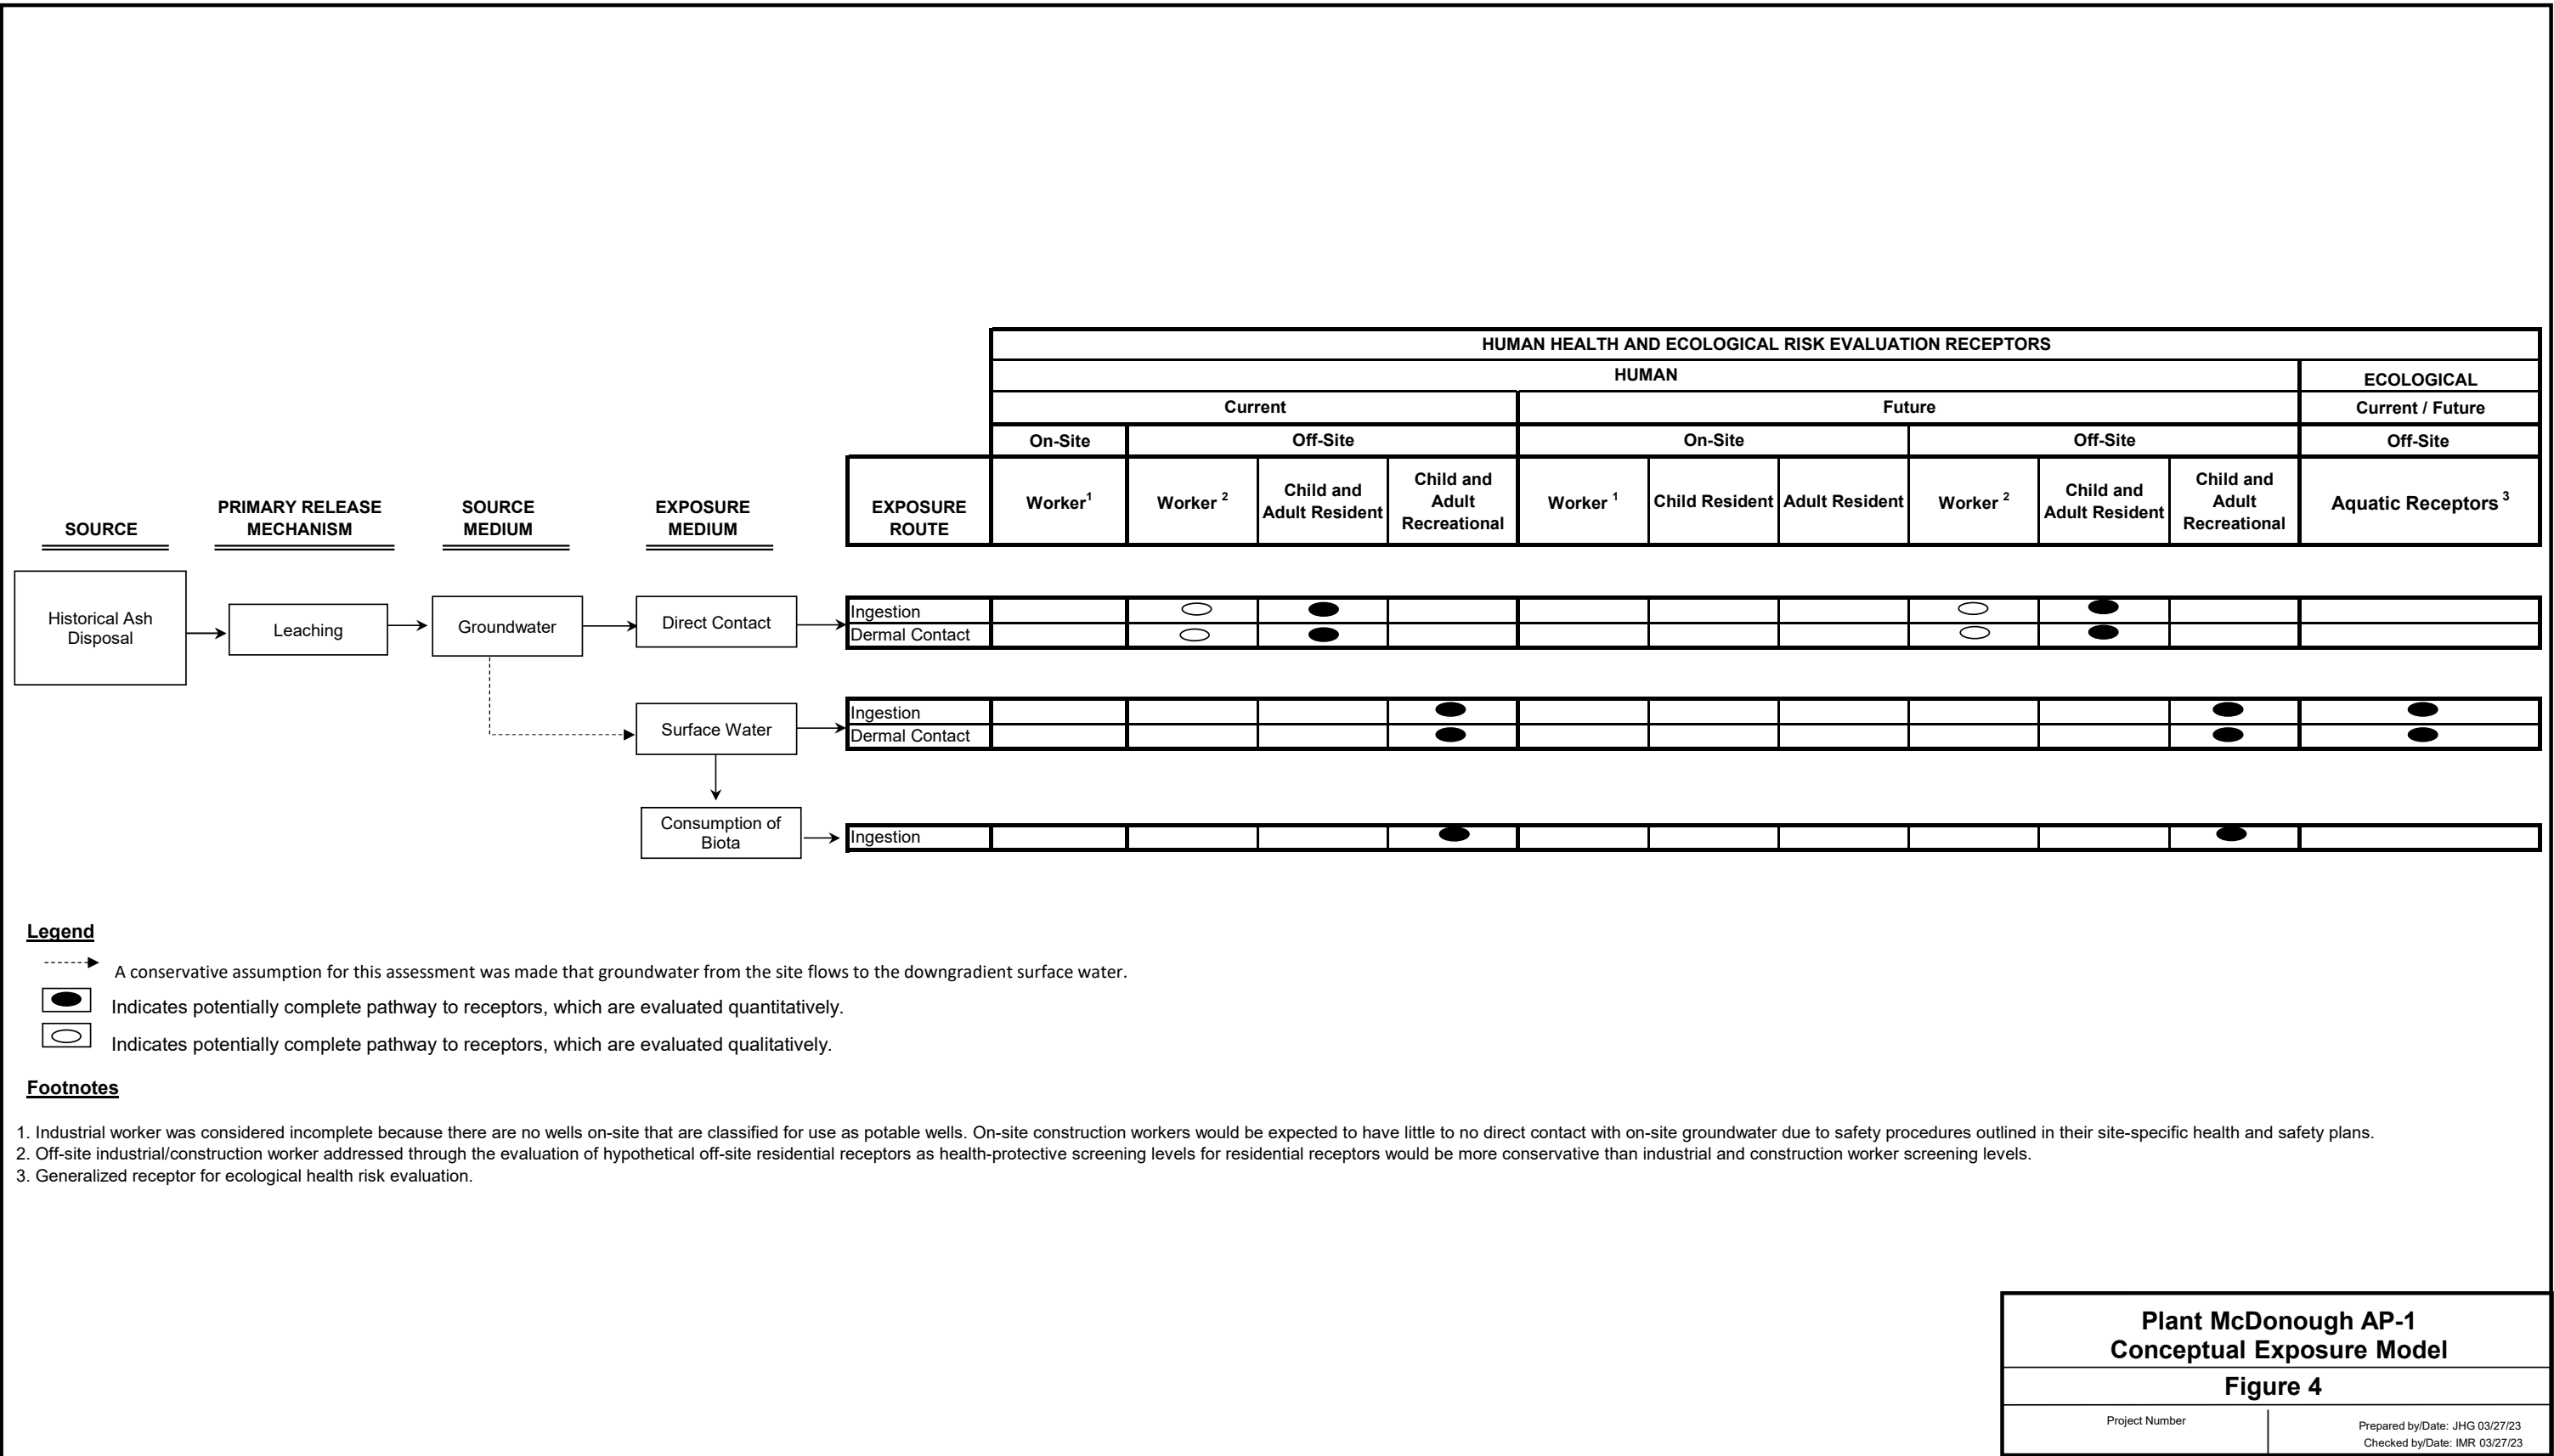 HUMAN HEALTH AND ECOLOGICAL RISK EVALUATION RECEPTORS
HUMAN
ECOLOGICAL
Current
Future
Current / Future
On-Site
Off-Site
On-Site
Off-Site
Off-Site
SOURCE
PRIMARY RELEASE
MECHANISM
SOURCE
MEDIUM
EXPOSURE
MEDIUM
EXPOSURE
ROUTE
Worker1
Worker 2
Child and
Adult Resident
Child and
Adult
Recreational
Worker 1
Child Resident
Adult Resident
Worker 2
Child and
Adult Resident
Child and
Adult
Recreational
Aquatic Receptors 3
Historical Ash
Disposal
Leaching
Groundwater
Direct Contact
Ingestion
Dermal Contact
Surface Water
Ingestion
Dermal Contact
Consumption of
Biota
Ingestion
Legend
A conservative assumption for this assessment was made that groundwater from the site flows to the downgradient surface water.
Indicates potentially complete pathway to receptors, which are evaluated quantitatively.
Indicates potentially complete pathway to receptors, which are evaluated qualitatively.
Footnotes
1. Industrial worker was considered incomplete because there are no wells on-site that are classified for use as potable wells. On-site construction workers would be expected to have little to no direct contact with on-site groundwater due to safety procedures outlined in their site-specific health and safety plans.
2. Off-site industrial/construction worker addressed through the evaluation of hypothetical off-site residential receptors as health-protective screening levels for residential receptors would be more conservative than industrial and construction worker screening levels.
3. Generalized receptor for ecological health risk evaluation.
Plant McDonough AP-1
Conceptual Exposure Model
Figure 4
Project Number
Prepared by/Date: JHG 03/27/23
Checked by/Date: IMR 03/27/23